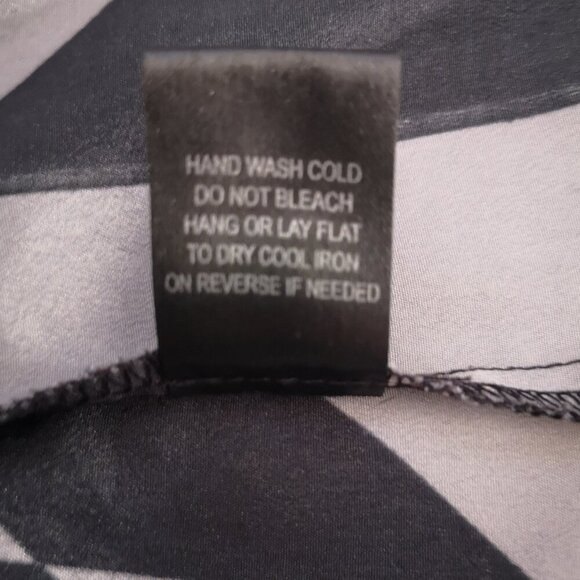 HAND WASH COLD
DO NOT BLEACH
HANG OR LAY FLAT
TO DRY COOL IRON
ON REVERSE IF NEEDED